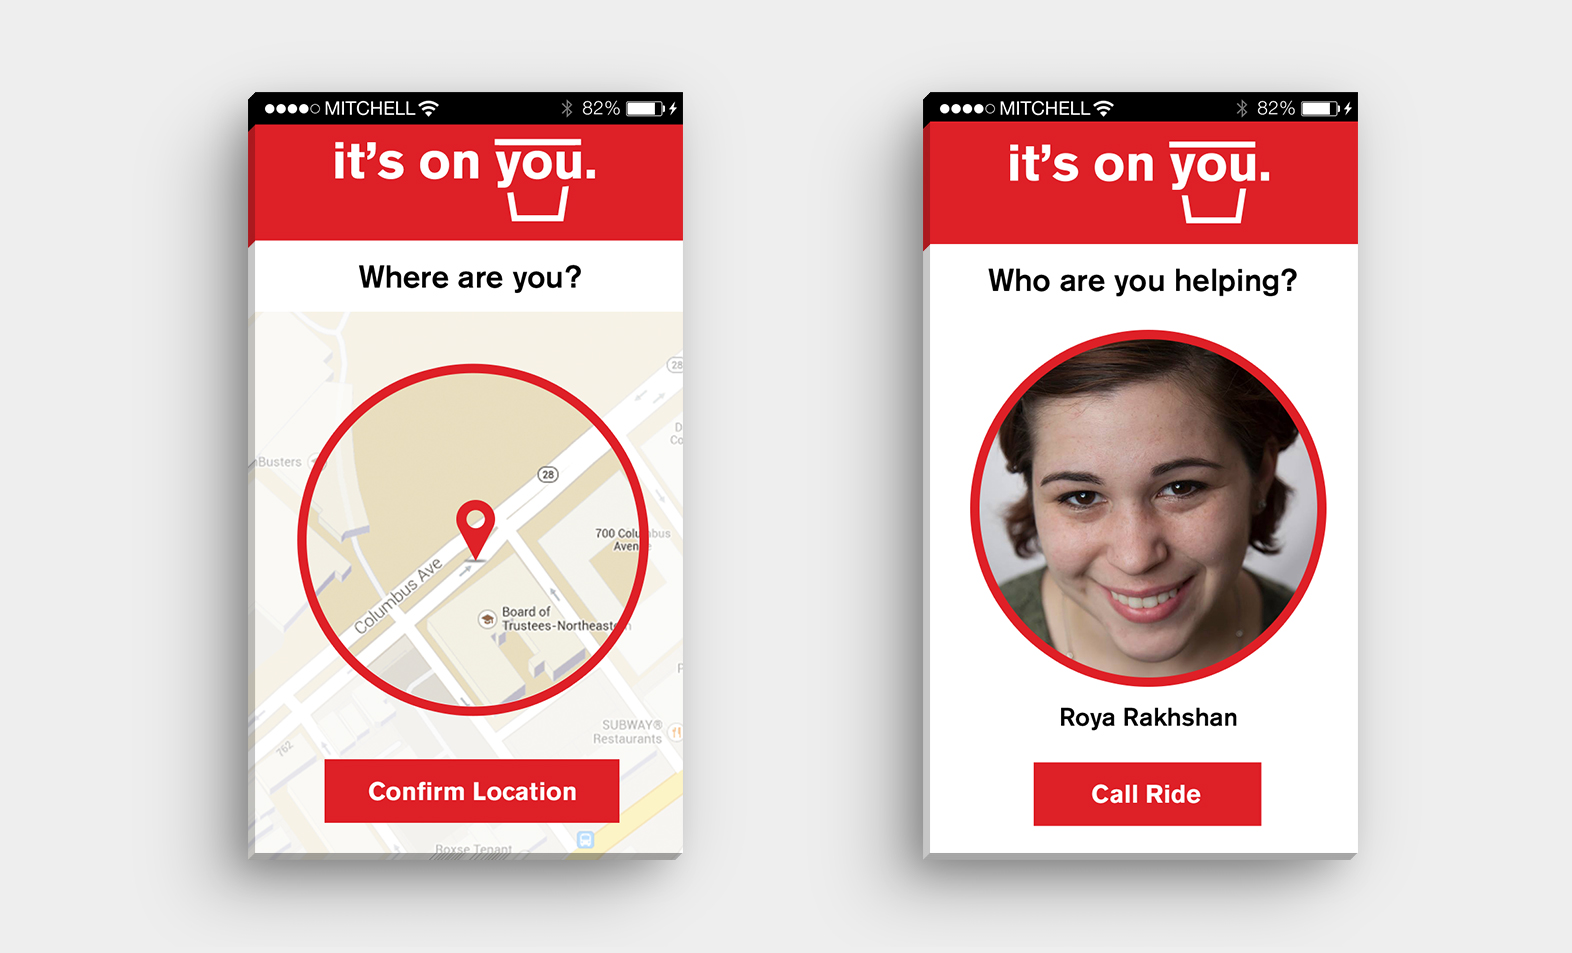 MITCHELL 82%
it's on you.
Where are you?
28
Busters
28
700 Columbus
Aven
Columbus Ave
Board of
Trustees-Northeastern
SUBWAY®
Restaurants
762
Confirm Location
Boxse Tenant
MITCHELL 82%
it's on you.
Who are you helping?
Roya Rakhshan
Call Ride